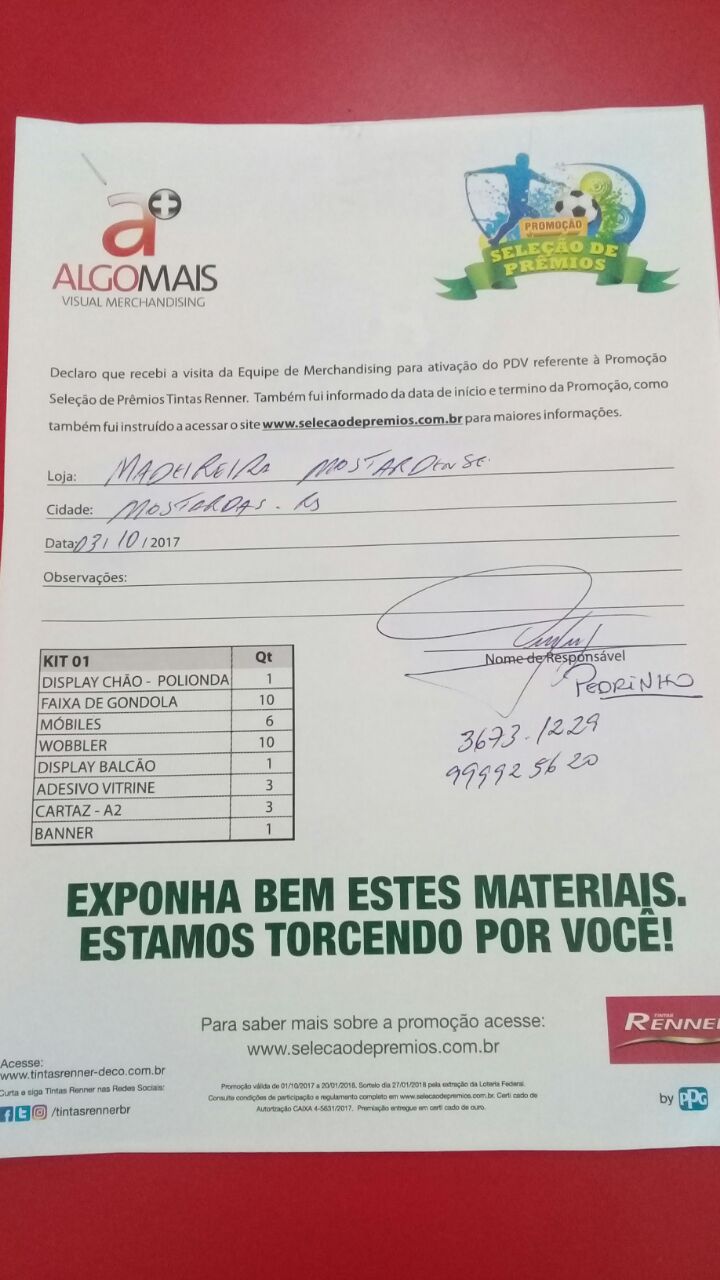 a+
ALGOMAIS
VISUAL MERCHANDISING
PROMOÇÃO
SELEÇÃO DE
PRÊMIOS
Declaro que recebi a visita da Equipe de Merchandising para ativação do PDV referente à Promoção
Seleção de Prêmios Tintas Renner. Também fui informado da data de início e termino da Promoção, como
também fui instruído a acessar o site www.selecaodepremios.com.br para maiores informações.
Loja: MADEIREIRA MOSTARDENSE.
Cidade: MOSTARDAS - RS
Data: 03/10/2017
Observações:
Nome de Responsável
PEDRINHO
3673.1229
999925620
KIT 01 Qt
DISPLAY CHÃO - POLIONDA 1
FAIXA DE GONDOLA 10
MÓBILES 6
WOBBLER 10
DISPLAY BALCÃO 1
ADESIVO VITRINE 3
CARTAZ - A2 3
BANNER 1
EXPONHA BEM ESTES MATERIAIS.
ESTAMOS TORCENDO POR VOCÊ!
Para saber mais sobre a promoção acesse:
www.selecaodepremios.com.br
TINTAS
RENNER
Acesse:
www.tintasrenner-deco.com.br
Curta e siga Tintas Renner nas Redes Sociais:
/tintasrennerbr
Promoção válida de 01/10/2017 a 20/01/2018. Sorteio dia 27/01/2018 pela extração da Loteria Federal.
Consulte condições de participação e regulamento completo em www.selecaodepremios.com.br. Certi cado de
Autorização CAIXA 4-5631/2017. Premiação entregue em certi cado de ouro.
by PPG